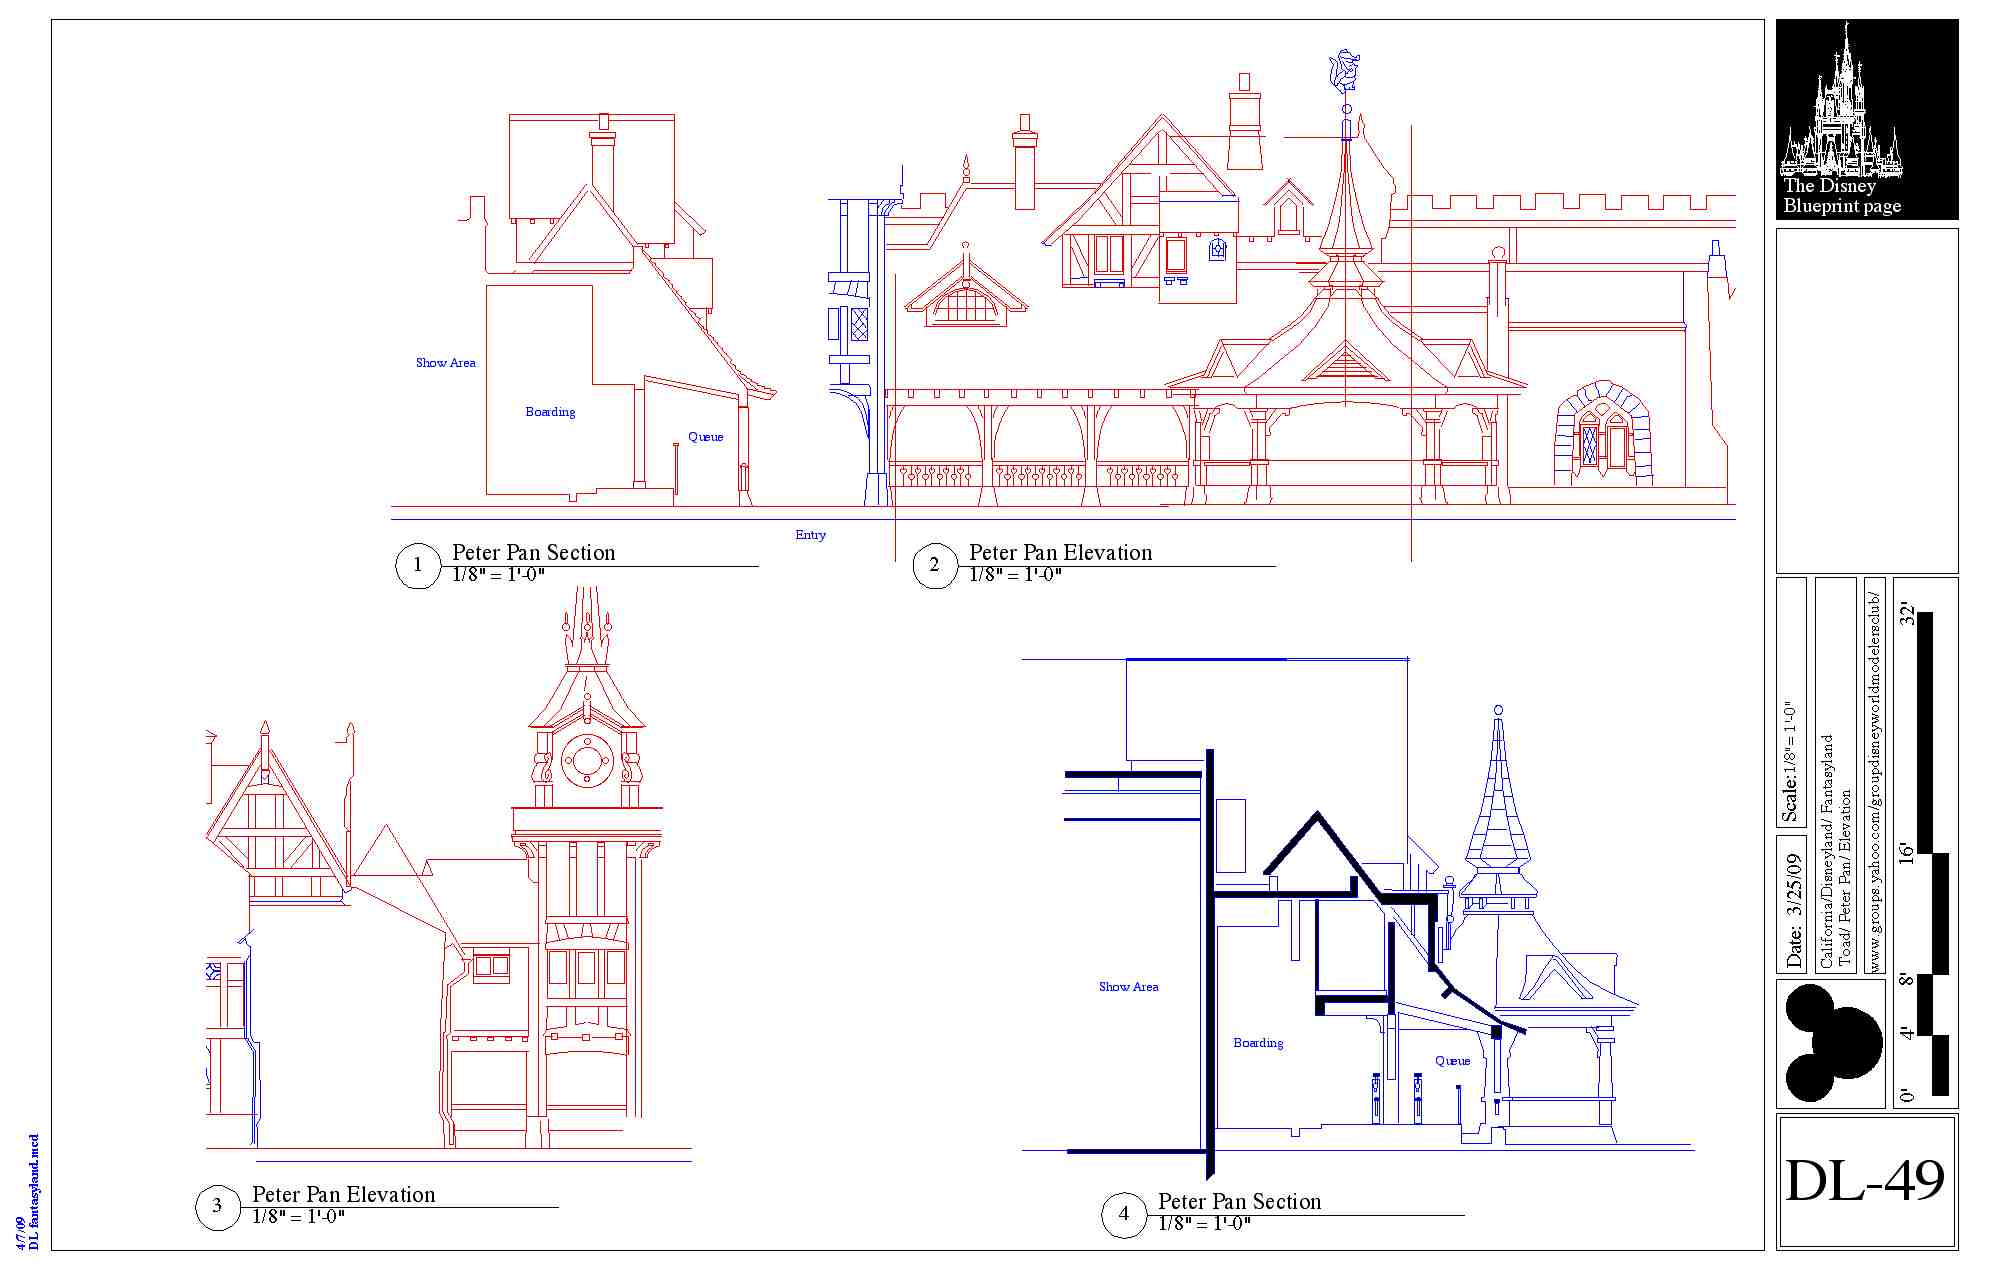 The Disney
Blueprint page
Show Area
Boarding
Queue
Entry
1
Peter Pan Section
1/8" = 1'-0"
2
Peter Pan Elevation
1/8" = 1'-0"
3
Peter Pan Elevation
1/8" = 1'-0"
Show Area
Boarding
Queue
4
Peter Pan Section
1/8" = 1'-0"
Scale: 1/8" = 1'-0"
Date: 3/25/09
California/Disneyland/ Fantasyland
Toad/ Peter Pan/ Elevation
www.groups.yahoo.com/groupdisneyworldmodelersclub/
32'
16'
8'
4'
0'
DL-49
4/7/09
DL fantasyland.mcd